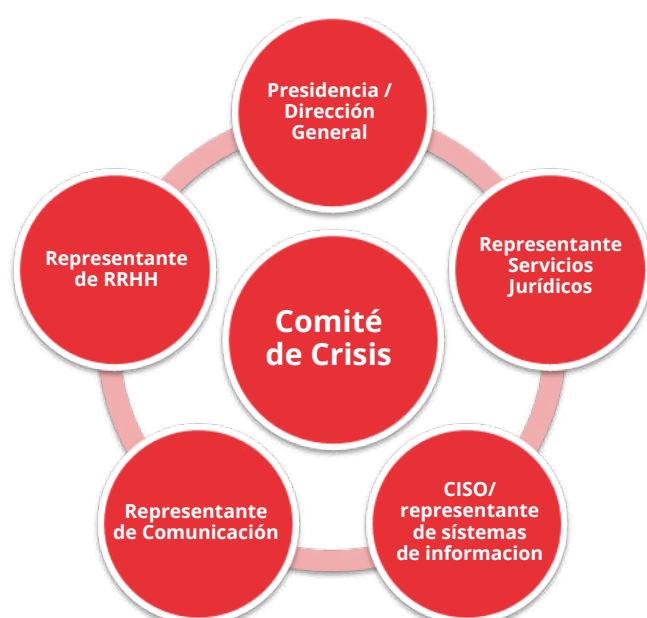 Presidencia /
Dirección
General
Representante
de RRHH
Representante
Servicios
Jurídicos
Comité
de Crisis
Representante
de Comunicación
CISO/
representante
de sístemas
de informacion